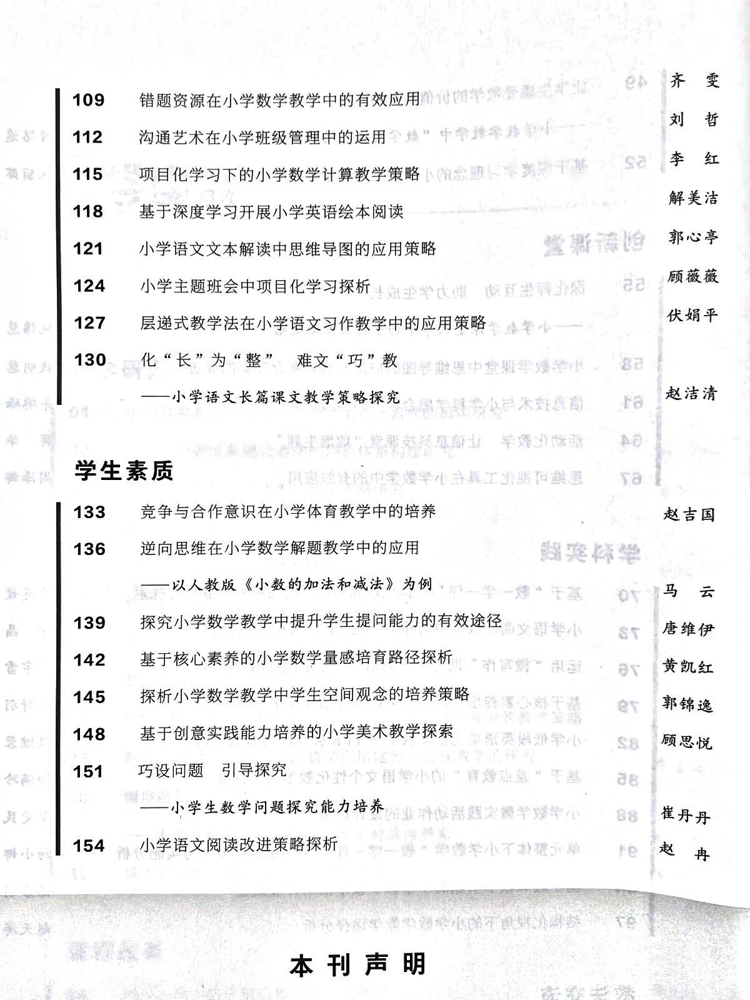 109 错题资源在小学数学教学中的有效应用 齐 雯
112 沟通艺术在小学班级管理中的运用 刘 哲
115 项目化学习下的小学数学计算教学策略 李 红
118 基于深度学习开展小学英语绘本阅读 解美洁
121 小学语文文本解读中思维导图的应用策略 郭心亭
124 小学主题班会中项目化学习探析 顾薇薇
127 层递式教学法在小学语文习作教学中的应用策略 伏娟平
130 化“长”为“整” 难文“巧”教
——小学语文长篇课文教学策略探究 赵洁清
学生素质
133 竞争与合作意识在小学体育教学中的培养 赵吉国
136 逆向思维在小学数学解题教学中的应用
——以人教版《小数的加法和减法》为例 马 云
139 探究小学数学教学中提升学生提问能力的有效途径 唐维伊
142 基于核心素养的小学数学量感培育路径探析 黄凯红
145 探析小学数学教学中学生空间观念的培养策略 郭锦逸
148 基于创意实践能力培养的小学美术教学探索 顾思悦
151 巧设问题 引导探究
——小学生数学问题探究能力培养 崔丹丹
154 小学语文阅读改进策略探析 赵 冉
本刊声明